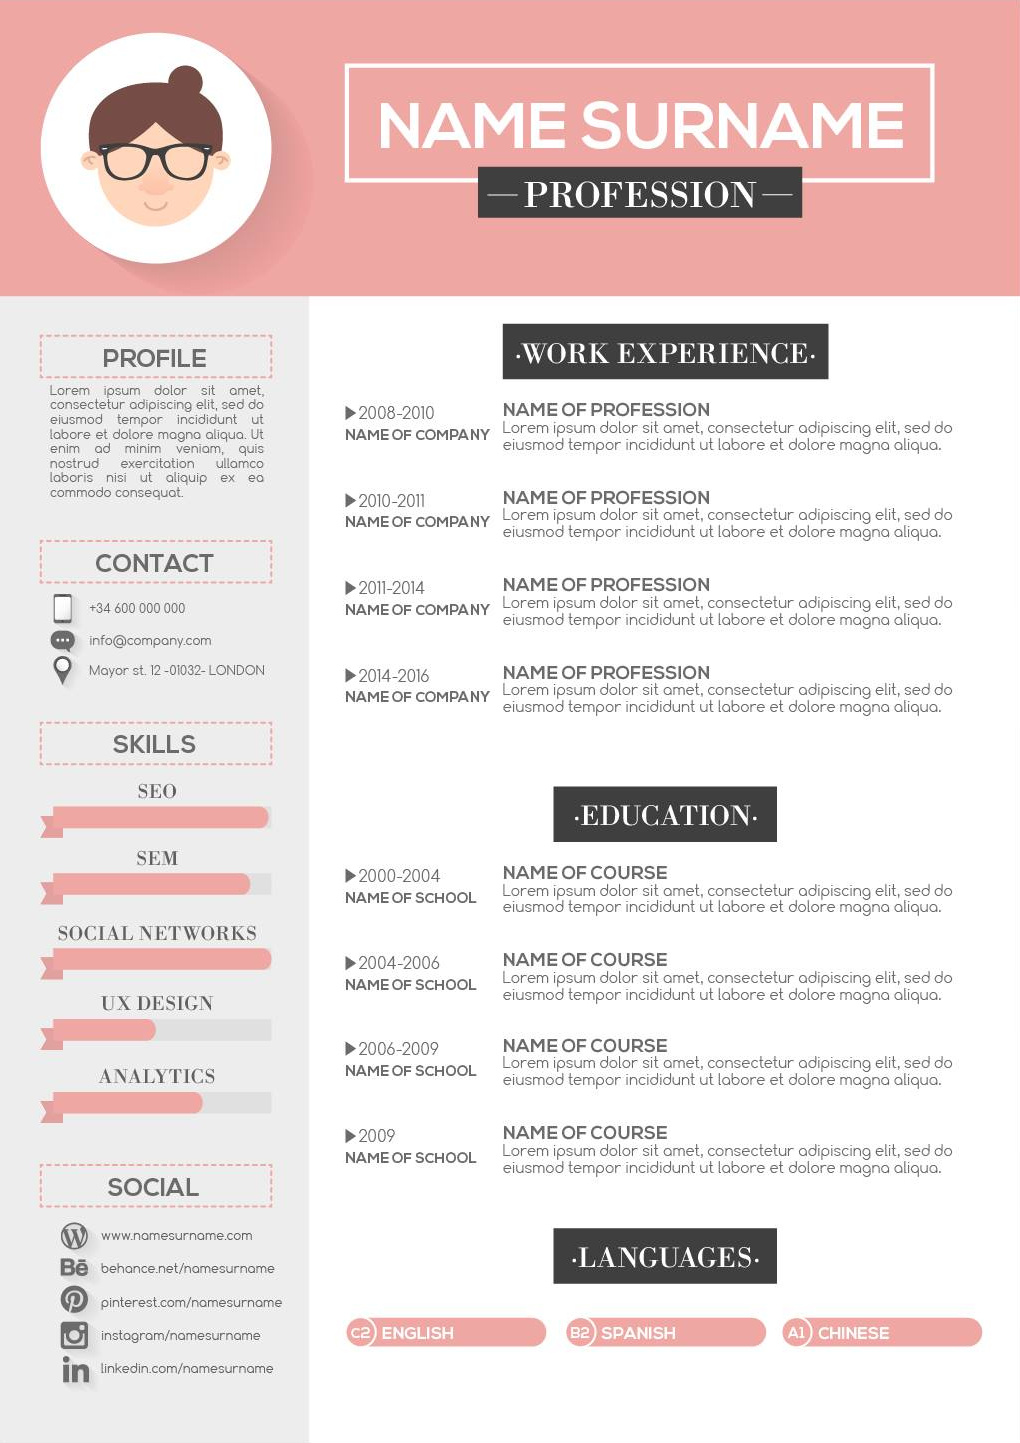 NAME SURNAME
PROFESSION
PROFILE
Lorem ipsum dolor sit amet,
consectetur adipiscing elit, sed do
eiusmod tempor incididunt ut
labore et dolore magna aliqua. Ut
enim ad minim veniam, quis
nostrud exercitation ullamco
laboris nisi ut aliquip ex ea
commodo consequat.
CONTACT
+34 600 000 000
info@company.com
Mayor st. 12 -01032- LONDON
SKILLS
SEO
SEM
SOCIAL NETWORKS
UX DESIGN
ANALYTICS
SOCIAL
www.namesurname.com
Bē behance.net/namesurname
pinterest.com/namesurname
instagram/namesurname
in linkedin.com/namesurname
·WORK EXPERIENCE·
2008-2010
NAME OF COMPANY
NAME OF PROFESSION
Lorem ipsum dolor sit amet, consectetur adipiscing elit, sed do
eiusmod tempor incididunt ut labore et dolore magna aliqua.
2010-2011
NAME OF COMPANY
NAME OF PROFESSION
Lorem ipsum dolor sit amet, consectetur adipiscing elit, sed do
eiusmod tempor incididunt ut labore et dolore magna aliqua.
2011-2014
NAME OF COMPANY
NAME OF PROFESSION
Lorem ipsum dolor sit amet, consectetur adipiscing elit, sed do
eiusmod tempor incididunt ut labore et dolore magna aliqua.
2014-2016
NAME OF COMPANY
NAME OF PROFESSION
Lorem ipsum dolor sit amet, consectetur adipiscing elit, sed do
eiusmod tempor incididunt ut labore et dolore magna aliqua.
·EDUCATION·
2000-2004
NAME OF SCHOOL
NAME OF COURSE
Lorem ipsum dolor sit amet, consectetur adipiscing elit, sed do
eiusmod tempor incididunt ut labore et dolore magna aliqua.
2004-2006
NAME OF SCHOOL
NAME OF COURSE
Lorem ipsum dolor sit amet, consectetur adipiscing elit, sed do
eiusmod tempor incididunt ut labore et dolore magna aliqua.
2006-2009
NAME OF SCHOOL
NAME OF COURSE
Lorem ipsum dolor sit amet, consectetur adipiscing elit, sed do
eiusmod tempor incididunt ut labore et dolore magna aliqua.
2009
NAME OF SCHOOL
NAME OF COURSE
Lorem ipsum dolor sit amet, consectetur adipiscing elit, sed do
eiusmod tempor incididunt ut labore et dolore magna aliqua.
·LANGUAGES·
C2 ENGLISH
B2 SPANISH
A1 CHINESE